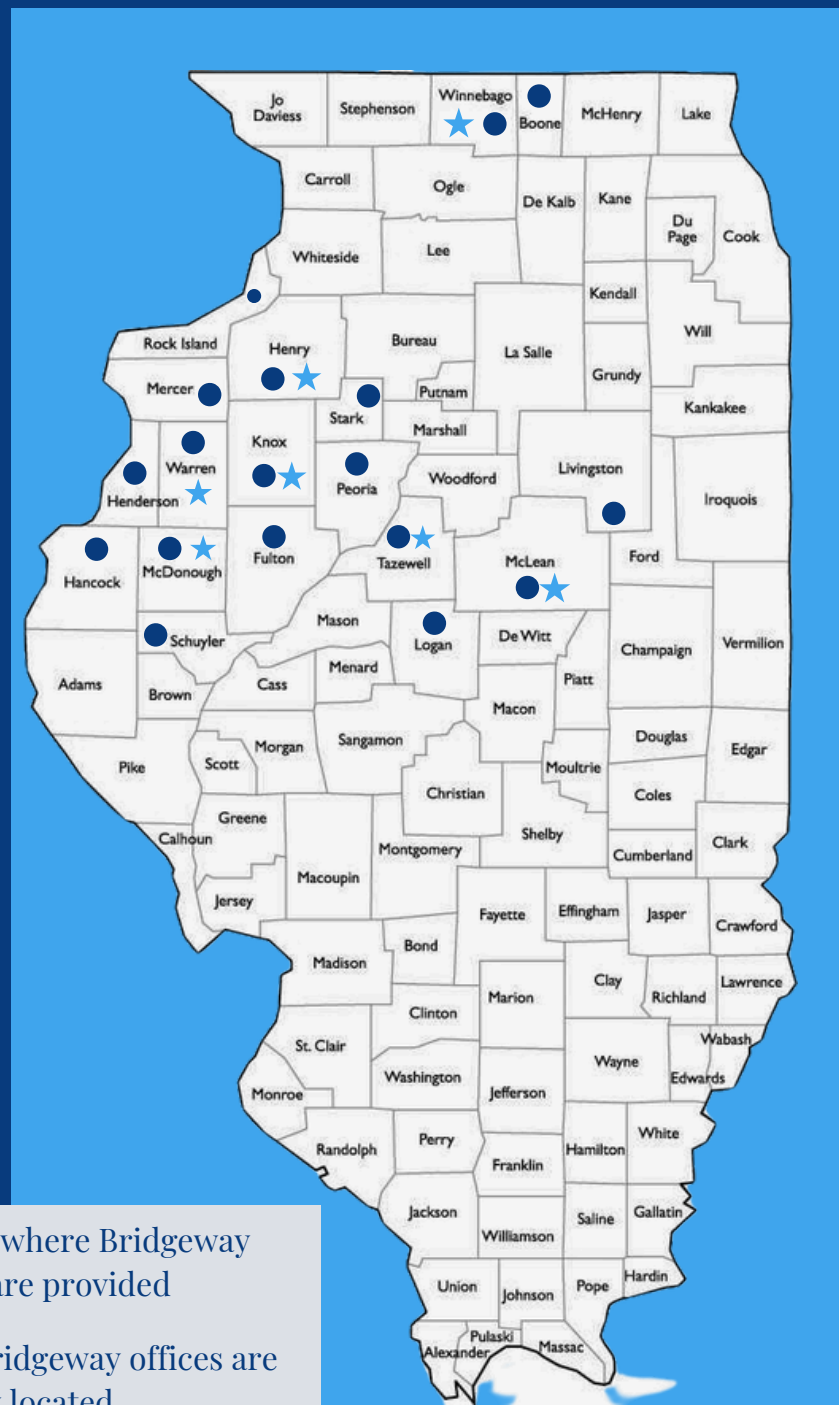 Jo
Daviess
Stephenson
Winnebago
Boone
McHenry
Lake
Carroll
Ogle
De Kalb
Kane
Du
Page
Cook
Whiteside
Lee
Kendall
Rock Island
Henry
Bureau
La Salle
Will
Grundy
Mercer
Putnam
Kankakee
Stark
Marshall
Knox
Warren
Henderson
Peoria
Woodford
Livingston
Iroquois
Hancock
McDonough
Fulton
Tazewell
McLean
Ford
Schuyler
Mason
Logan
De Witt
Champaign
Vermilion
Adams
Brown
Cass
Menard
Piatt
Macon
Pike
Scott
Morgan
Sangamon
Douglas
Edgar
Moultrie
Christian
Coles
Calhoun
Greene
Shelby
Montgomery
Macoupin
Cumberland
Clark
Jersey
Fayette
Effingham
Jasper
Crawford
Bond
Madison
Clay
Marion
Richland
Lawrence
Clinton
St. Clair
Wabash
Wayne
Edwards
Washington
Jefferson
Monroe
White
Perry
Randolph
Hamilton
Franklin
Jackson
Saline
Gallatin
Williamson
Union
Johnson
Pope
Hardin
Pulaski
Alexander
Massac
where Bridgeway
are provided
ridgeway offices are
located